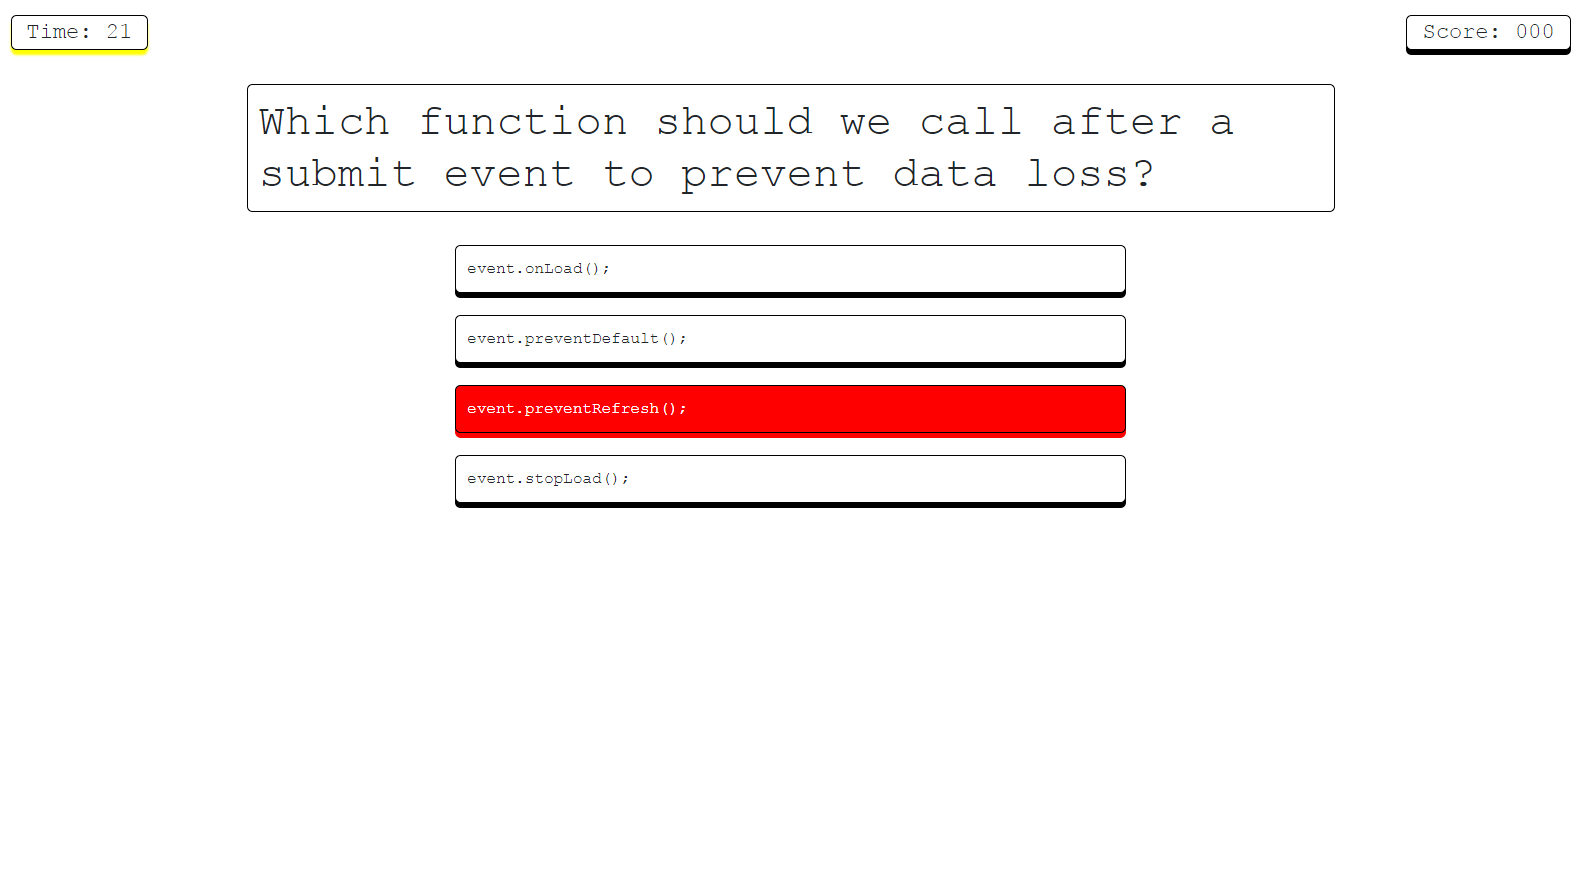 Time: 21
Score: 000
Which function should we call after a
submit event to prevent data loss?
event.onLoad();
event.preventDefault();
event.preventRefresh();
event.stopLoad();